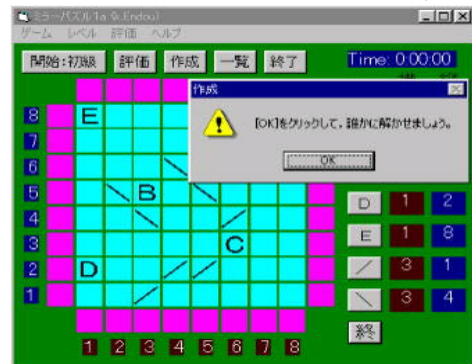 ミラーパズル1a (k.Endou)
ゲーム レベル 評価 ヘルプ
開始:初級 評価 作成 一覧 終了 Time: 0:00:00
作成
[OK]をクリックして、誰かに解かせましょう。
OK
8 E
7
6
5 B D 1 2
4 E 1 8
3 C
2 D / 3 1
1 \ 3 4
終
1 2 3 4 5 6 7 8